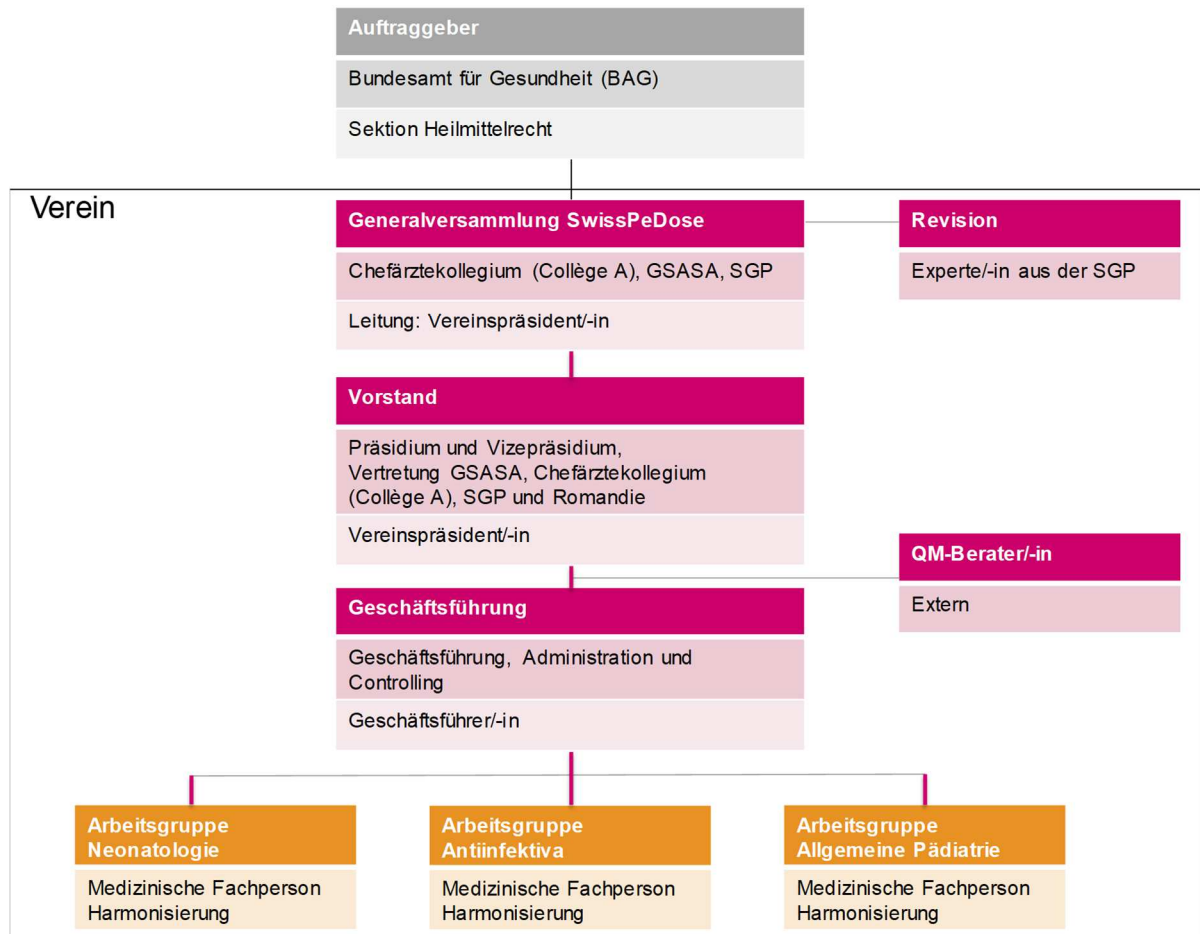 Auftraggeber
Bundesamt für Gesundheit (BAG)
Sektion Heilmittelrecht
Verein
Generalversammlung SwissPeDose
Chefärztekollegium (Collège A), GSASA, SGP
Leitung: Vereinspräsident/-in
Revision
Experte/-in aus der SGP
Vorstand
Präsidium und Vizepräsidium,
Vertretung GSASA, Chefärztekollegium
(Collège A), SGP und Romandie
Vereinspräsident/-in
QM-Berater/-in
Extern
Geschäftsführung
Geschäftsführung, Administration und
Controlling
Geschäftsführer/-in
Arbeitsgruppe
Neonatologie
Medizinische Fachperson
Harmonisierung
Arbeitsgruppe
Antiinfektiva
Medizinische Fachperson
Harmonisierung
Arbeitsgruppe
Allgemeine Pädiatrie
Medizinische Fachperson
Harmonisierung